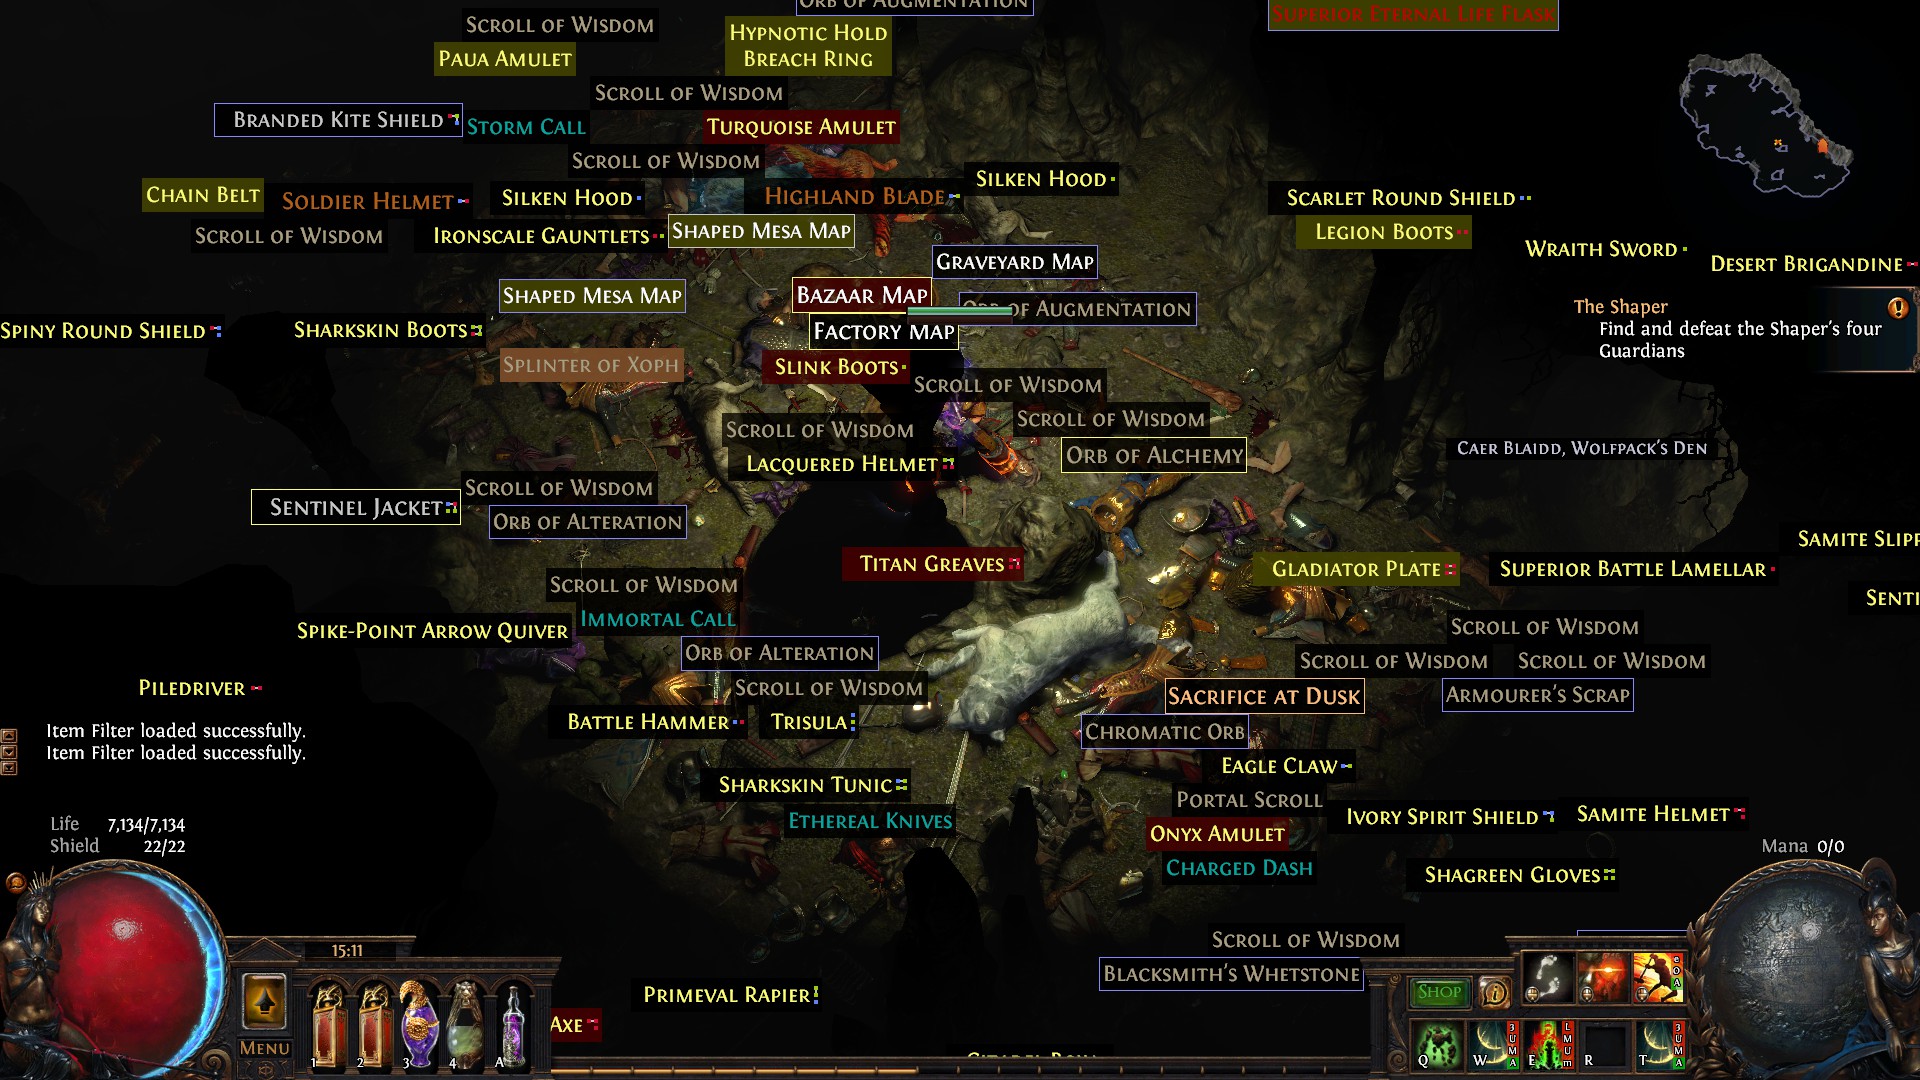 ORB OF AUGMENTATION
SUPERIOR ETERNAL LIFE FLASK
SCROLL OF WISDOM
HYPNOTIC HOLD
BREACH RING
PAUA AMULET
SCROLL OF WISDOM
BRANDED KITE SHIELD
STORM CALL
TURQUOISE AMULET
SCROLL OF WISDOM
SILKEN HOOD
CHAIN BELT
SOLDIER HELMET
SILKEN HOOD
HIGHLAND BLADE
SCARLET ROUND SHIELD
SCROLL OF WISDOM
IRONSCALE GAUNTLETS
SHAPED MESA MAP
LEGION BOOTS
WRAITH SWORD
GRAVEYARD MAP
DESERT BRIGANDINE
SHAPED MESA MAP
BAZAAR MAP
ORB OF AUGMENTATION
The Shaper
Find and defeat the Shaper's four
Guardians
SPINY ROUND SHIELD
SHARKSKIN BOOTS
FACTORY MAP
SPLINTER OF XOPH
SLINK BOOTS
SCROLL OF WISDOM
SCROLL OF WISDOM
SCROLL OF WISDOM
LACQUERED HELMET
ORB OF ALCHEMY
CAER BLAIDD, WOLFPACK'S DEN
SCROLL OF WISDOM
SENTINEL JACKET
ORB OF ALTERATION
SAMITE SLIPP
TITAN GREAVES
GLADIATOR PLATE
SUPERIOR BATTLE LAMELLAR
SCROLL OF WISDOM
SENTI
IMMORTAL CALL
SPIKE-POINT ARROW QUIVER
SCROLL OF WISDOM
ORB OF ALTERATION
SCROLL OF WISDOM
SCROLL OF WISDOM
PILEDRIVER
SCROLL OF WISDOM
SACRIFICE AT DUSK
ARMOURER'S SCRAP
BATTLE HAMMER
TRISULA
CHROMATIC ORB
Item Filter loaded successfully.
Item Filter loaded successfully.
EAGLE CLAW
SHARKSKIN TUNIC
PORTAL SCROLL
ETHEREAL KNIVES
IVORY SPIRIT SHIELD
SAMITE HELMET
Life 7,134/7,134
Shield 22/22
ONYX AMULET
Mana 0/0
CHARGED DASH
SHAGREEN GLOVES
SCROLL OF WISDOM
15:11
BLACKSMITH'S WHETSTONE
PRIMEVAL RAPIER
SHOP
AXE
MENU
1 2 3 4 A
Q W E R T